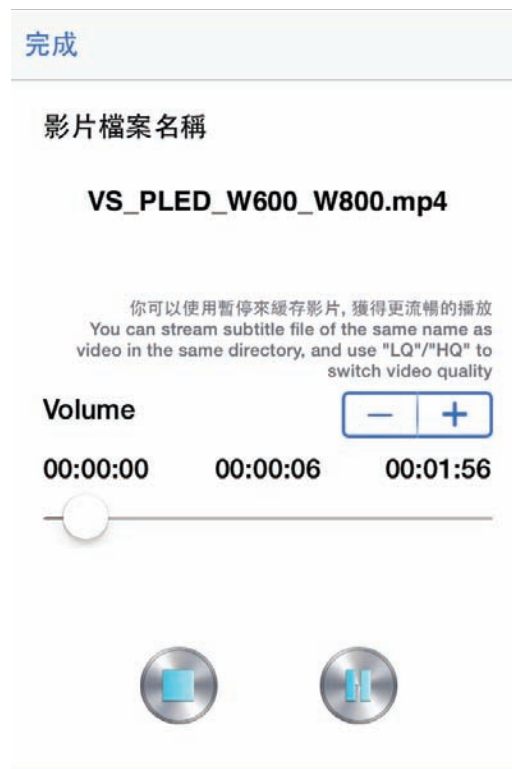 完成
影片檔案名稱
VS_PLED_W600_W800.mp4
你可以使用暫停來緩存影片, 獲得更流暢的播放
You can stream subtitle file of the same name as
video in the same directory, and use "LQ"/"HQ" to
switch video quality
Volume
00:00:00 00:00:06 00:01:56